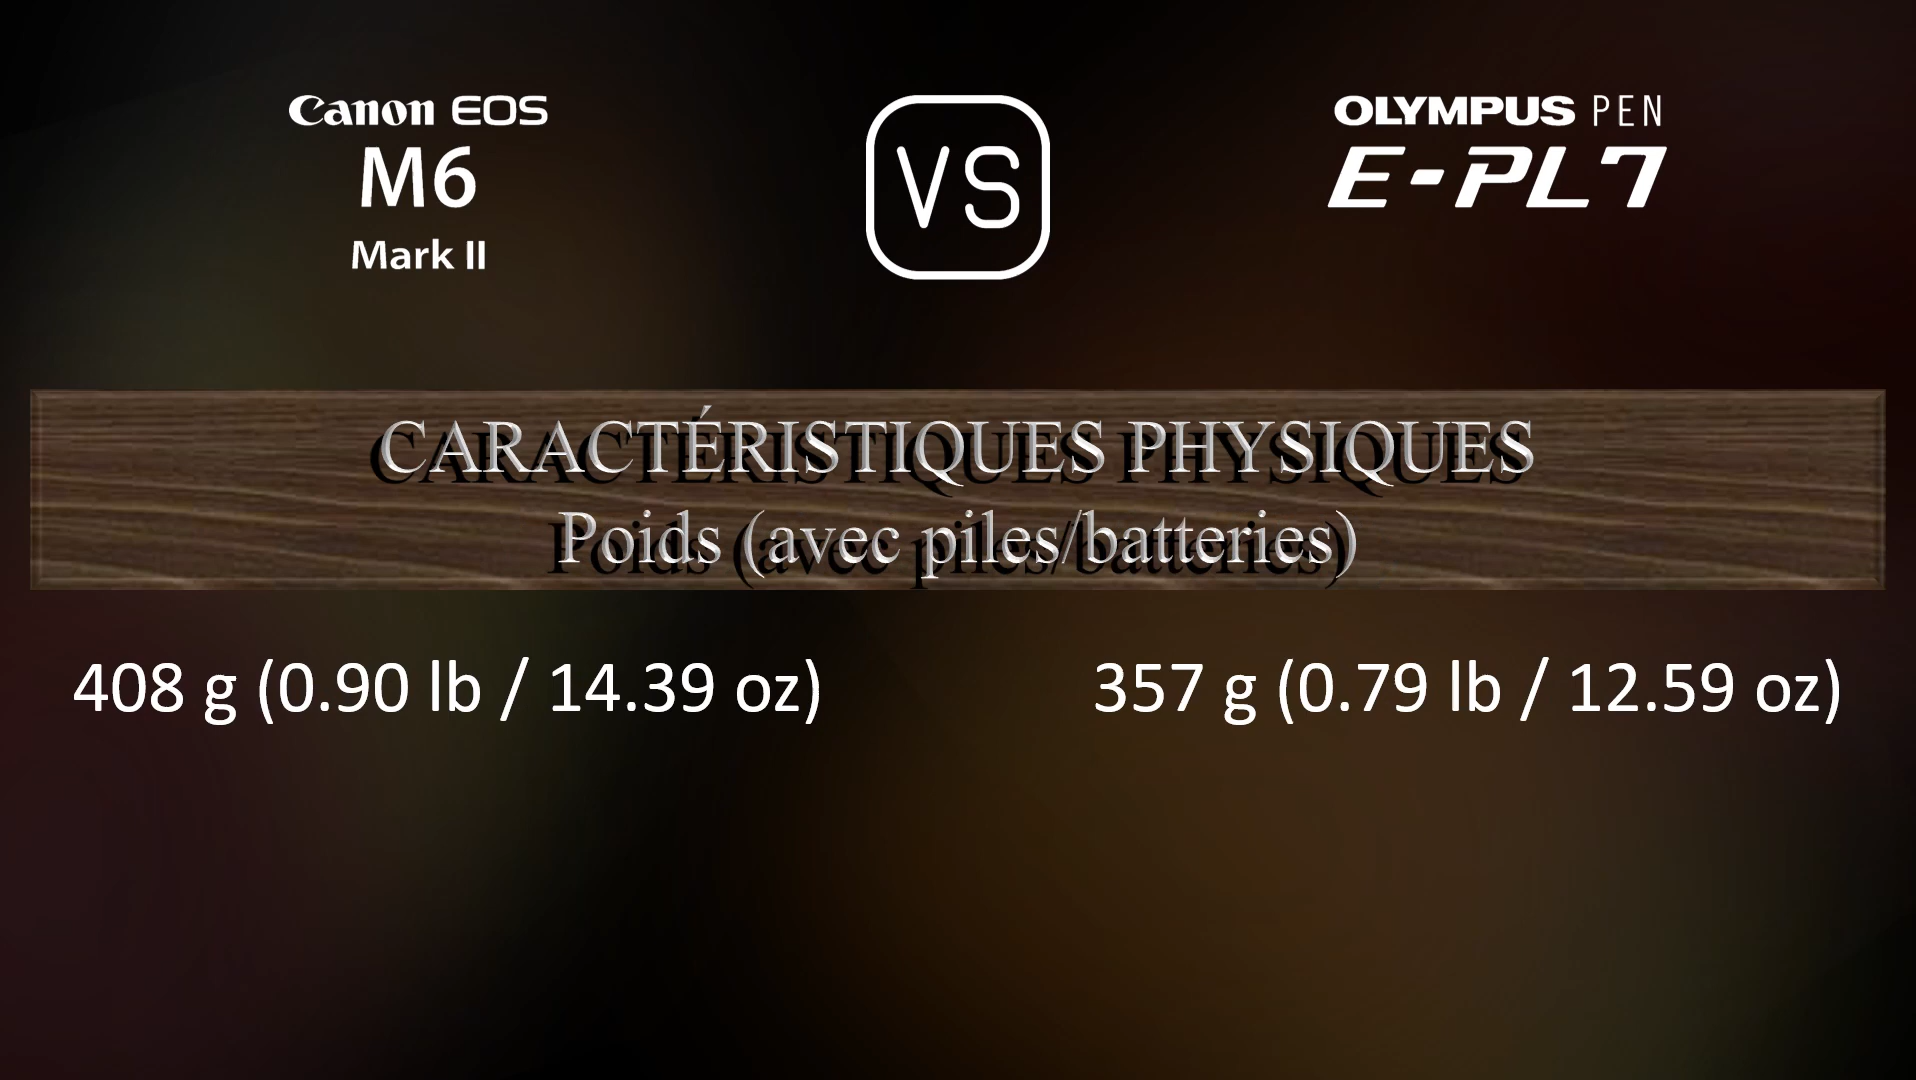 Canon EOS
M6
Mark II
VS
OLYMPUS PEN
E-PL7
CARACTÉRISTIQUES PHYSIQUES
Poids (avec piles/batteries)
408 g (0.90 lb / 14.39 oz)
357 g (0.79 lb / 12.59 oz)